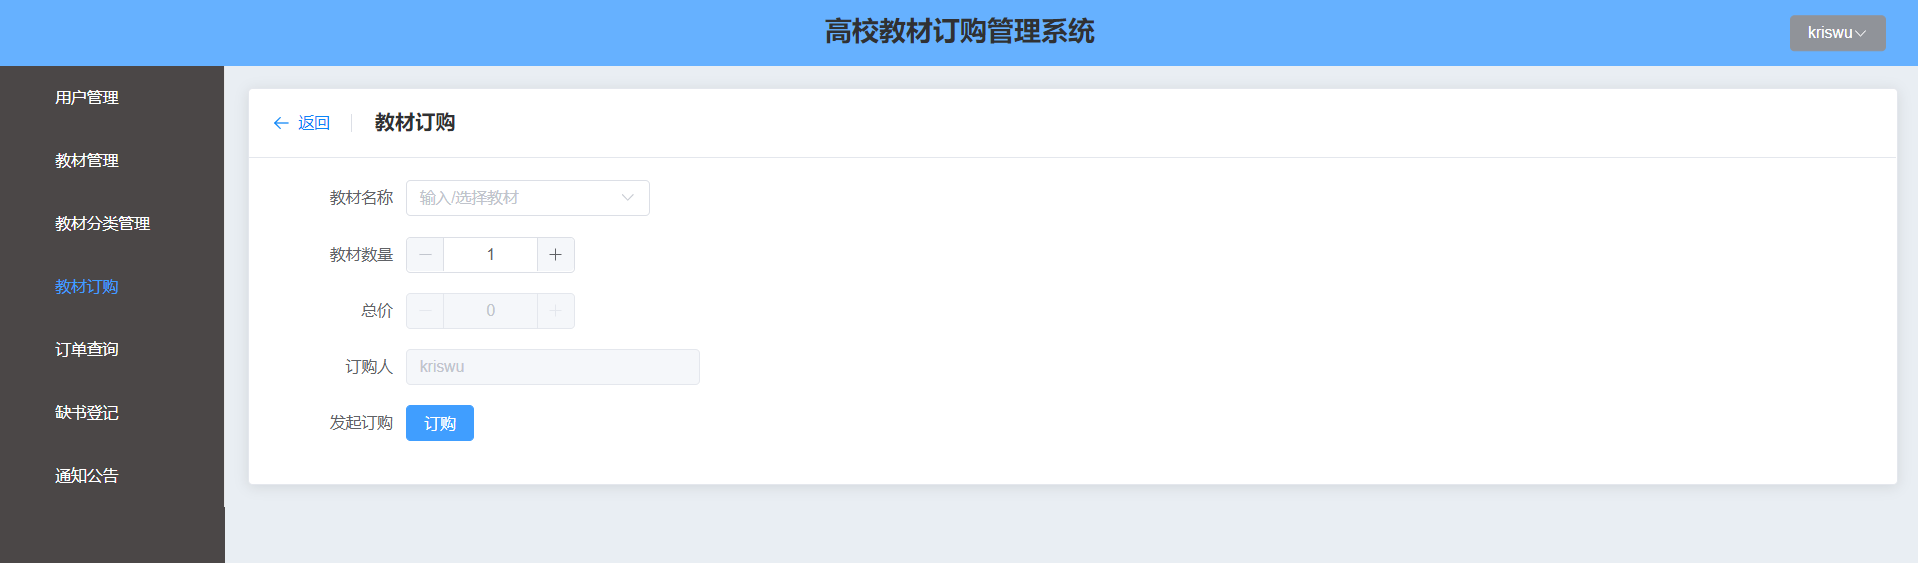 高校教材订购管理系统
kriswu
用户管理
教材管理
教材分类管理
教材订购
订单查询
缺书登记
通知公告
返回
教材订购
教材名称 输入/选择教材
教材数量 1
总价 0
订购人 kriswu
发起订购 订购